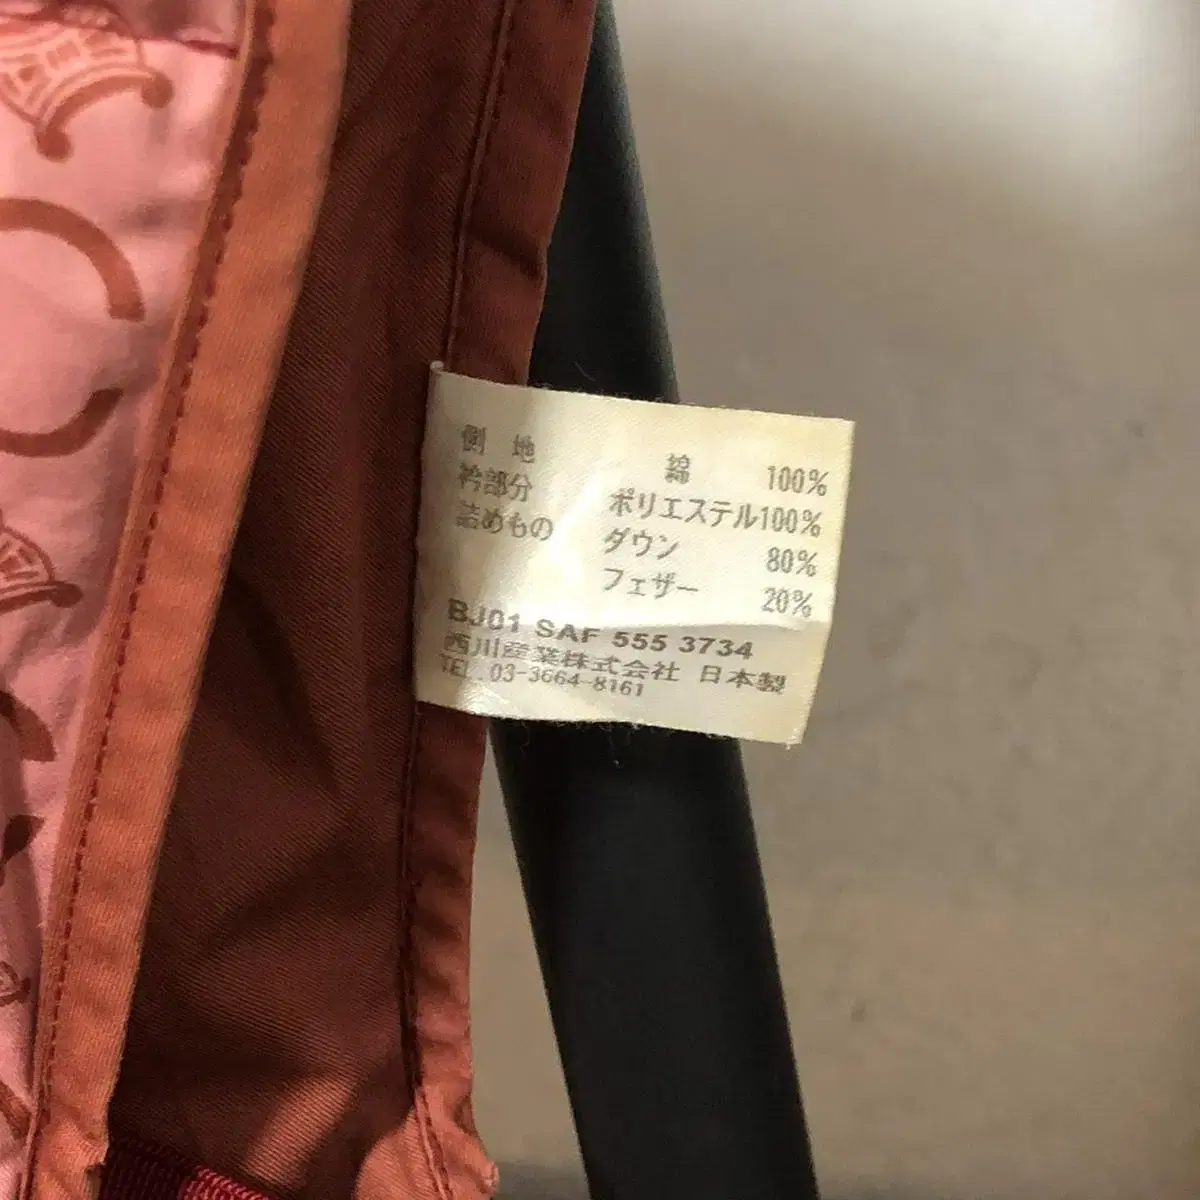 側 地 綿 100%
衿部分 ポリエステル100%
詰めもの ダウン 80%
フェザー 20%
BJ01 SAF 555 3734
西川産業株式会社 日本製
TEL. 03-3664-8161